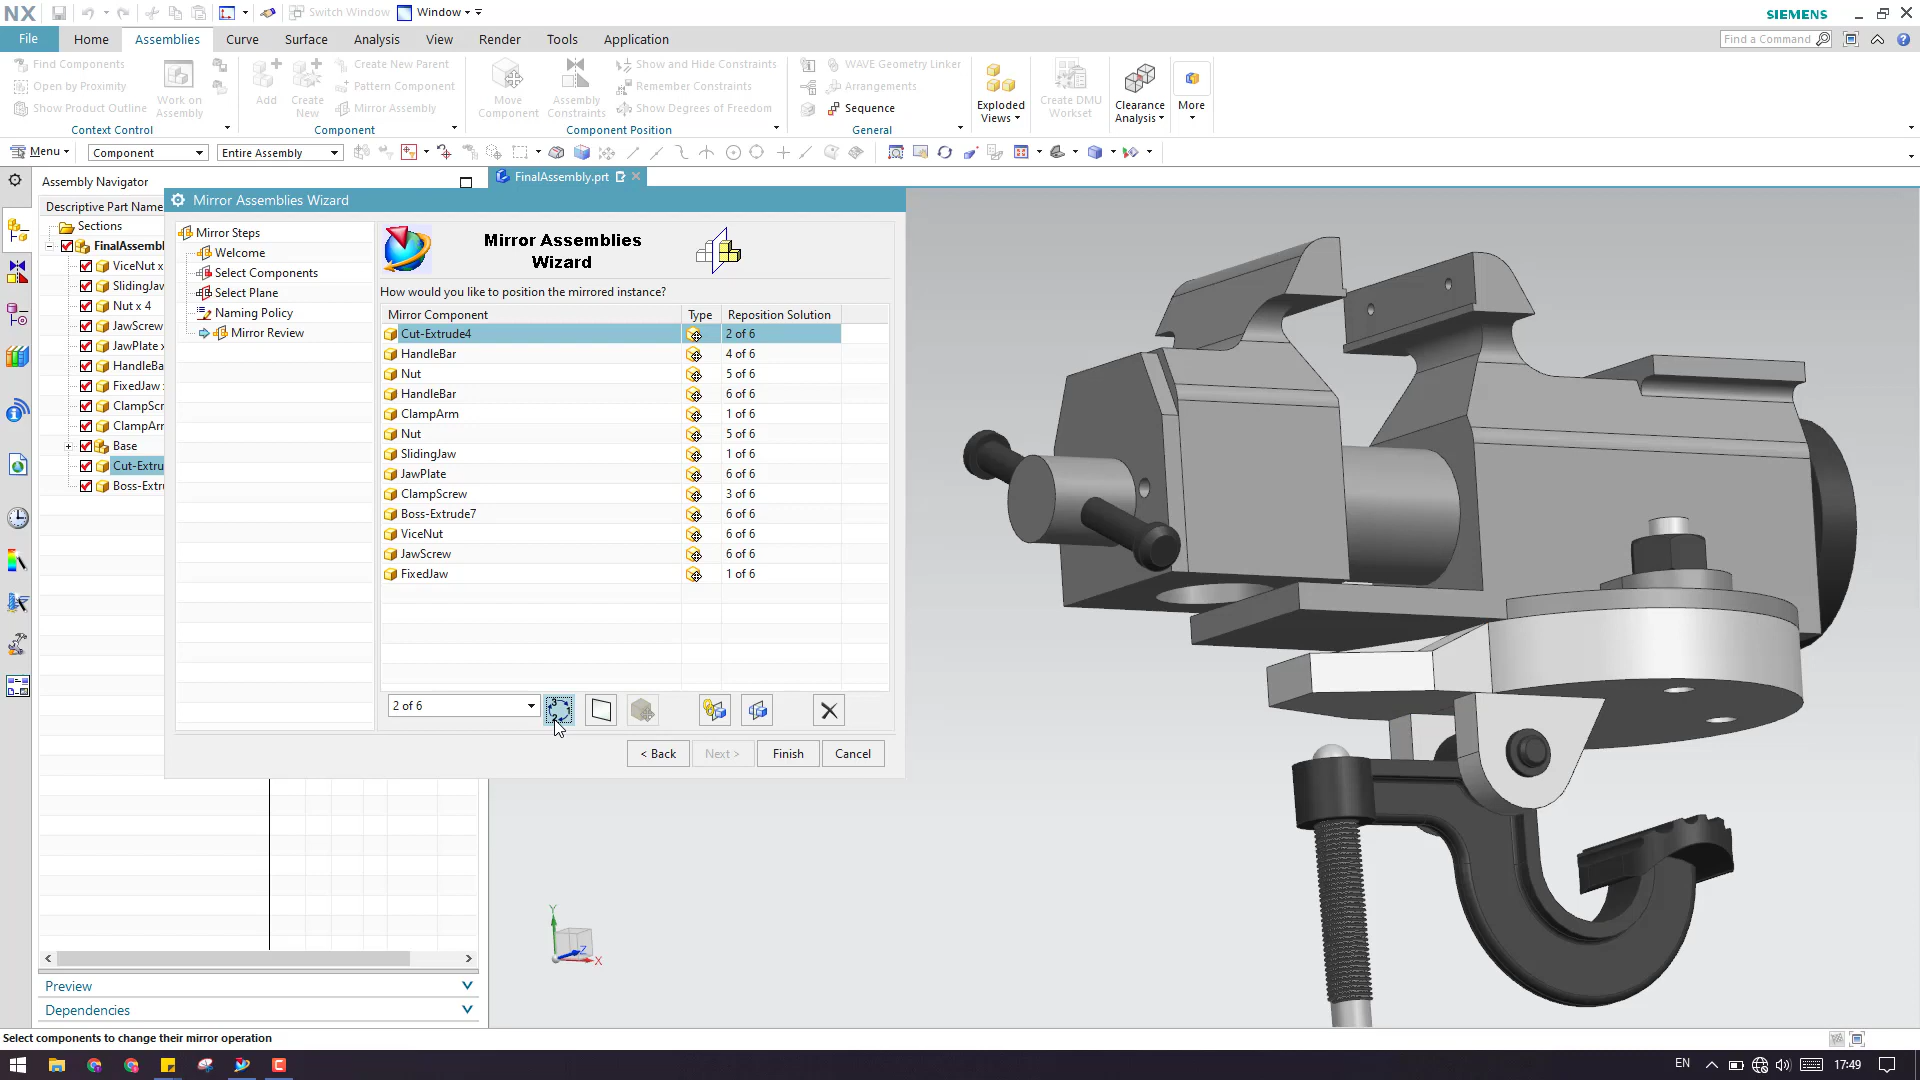 NX
Switch Window
Window
SIEMENS
File
Home
Assemblies
Curve
Surface
Analysis
View
Render
Tools
Application
Find a Command
Find Components
Open by Proximity
Show Product Outline
Work on
Assembly
Context Control
Add
Create
New
Create New Parent
Pattern Component
Mirror Assembly
Component
Move
Component
Assembly
Constraints
Show and Hide Constraints
Remember Constraints
Show Degrees of Freedom
Component Position
WAVE Geometry Linker
Arrangements
Sequence
General
Exploded
Views
Create DMU
Workset
Clearance
Analysis
More
Menu
Component
Entire Assembly
Assembly Navigator
FinalAssembly.prt
Descriptive Part Name
Sections
FinalAssembl
ViceNut x
SlidingJaw
Nut x 4
JawScrew
JawPlate x
HandleBa
FixedJaw
ClampScr
ClampArr
Base
Cut-Extru
Boss-Extr
Mirror Assemblies Wizard
Mirror Steps
Welcome
Select Components
Select Plane
Naming Policy
Mirror Review
Mirror Assemblies
Wizard
How would you like to position the mirrored instance?
Mirror Component Type Reposition Solution
Cut-Extrude4 2 of 6
HandleBar 4 of 6
Nut 5 of 6
HandleBar 6 of 6
ClampArm 1 of 6
Nut 5 of 6
SlidingJaw 1 of 6
JawPlate 6 of 6
ClampScrew 3 of 6
Boss-Extrude7 6 of 6
ViceNut 6 of 6
JawScrew 6 of 6
FixedJaw 1 of 6
2 of 6
< Back
Next >
Finish
Cancel
Y
Z
X
Preview
Dependencies
Select components to change their mirror operation
EN
17:49